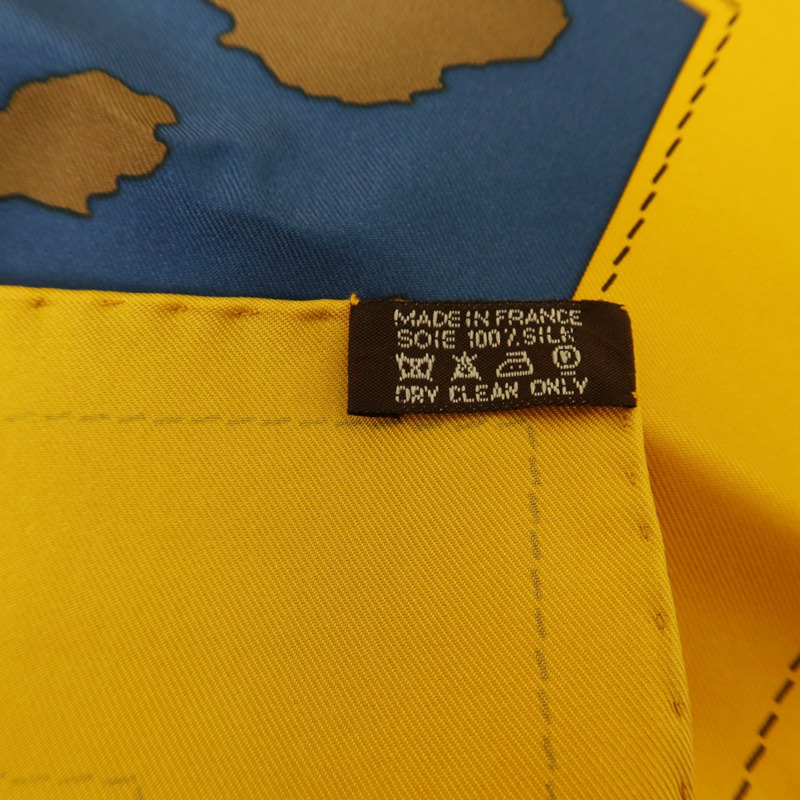 MADE IN FRANCE
SOIE 100% SILK
P
DRY CLEAN ONLY